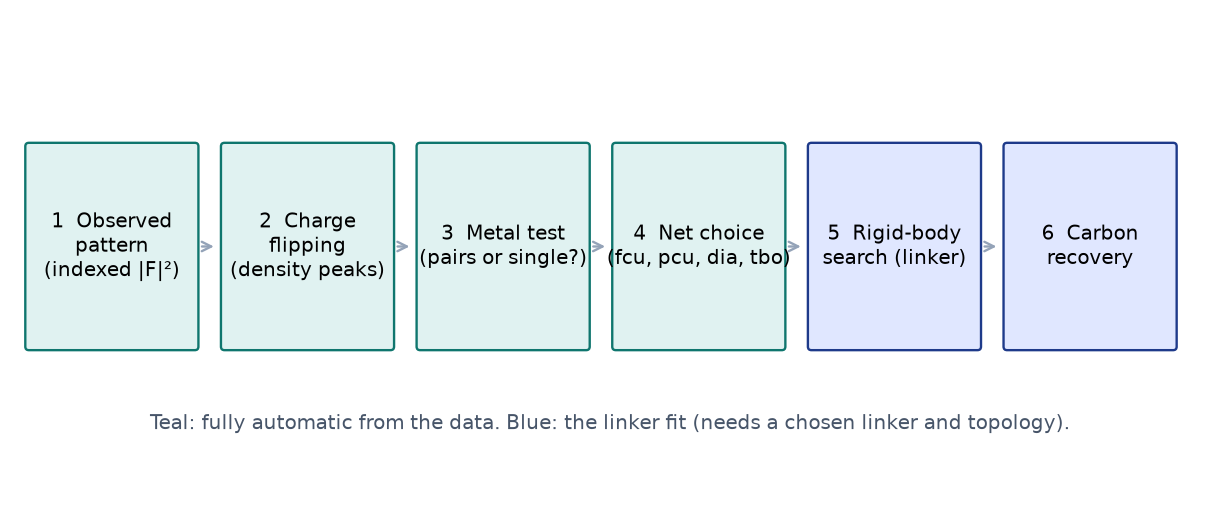 1  Observed
pattern
(indexed |F|²)
2  Charge
flipping
(density peaks)
3  Metal test
(pairs or single?)
4  Net choice
(fcu, pcu, dia, tbo)
5  Rigid-body
search (linker)
6  Carbon
recovery
Teal: fully automatic from the data. Blue: the linker fit (needs a chosen linker and topology).